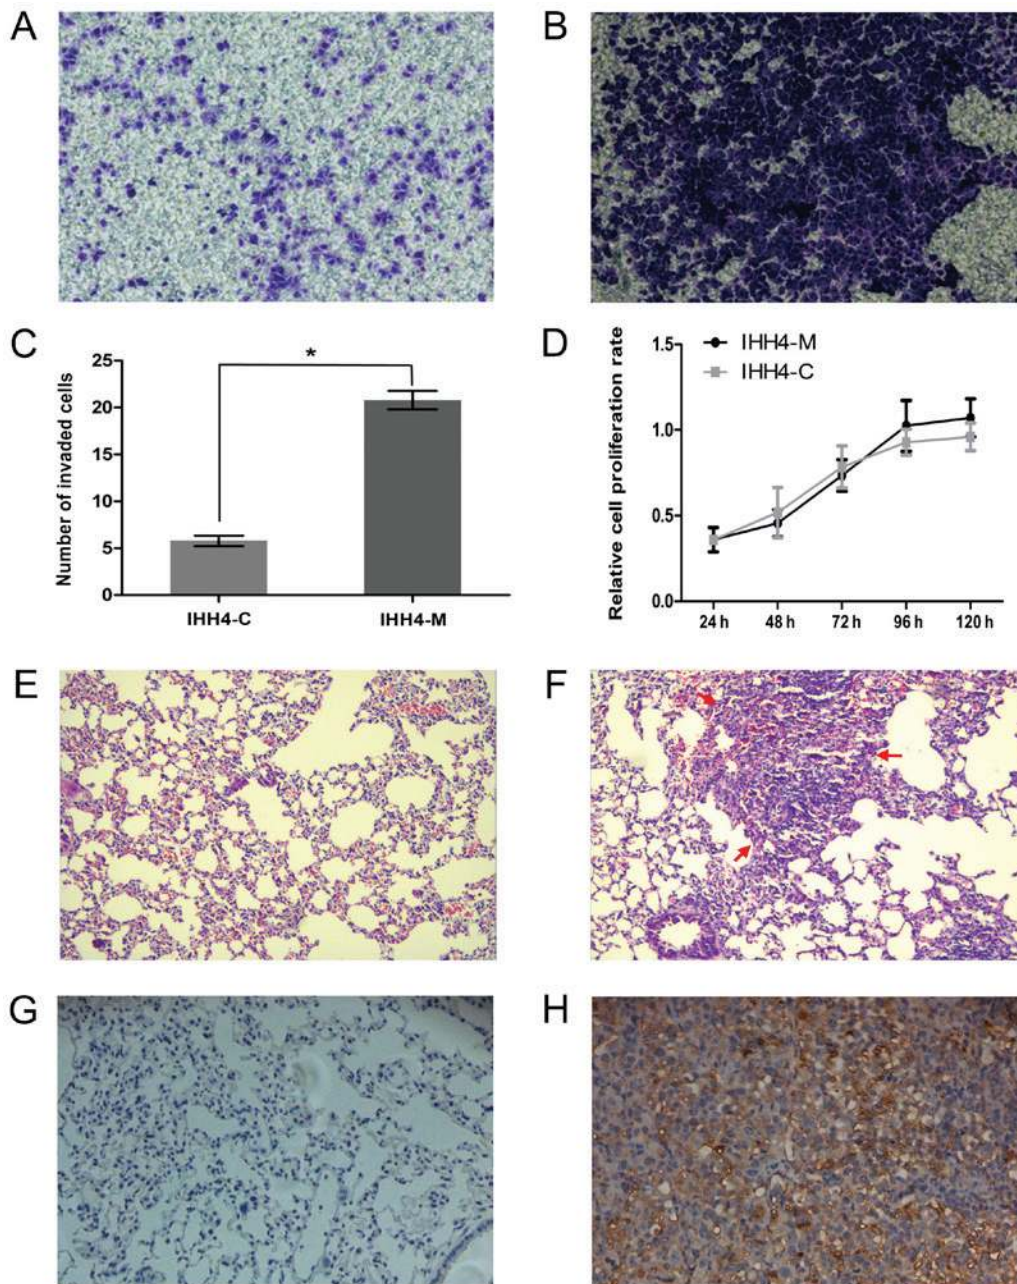 A
B
C
Number of invaded cells
25
20
15
10
5
0
*
IHH4-C
IHH4-M
D
Relative cell proliferation rate
1.5
1.0
0.5
0.0
IHH4-M
IHH4-C
24 h
48 h
72 h
96 h
120 h
E
F
G
H